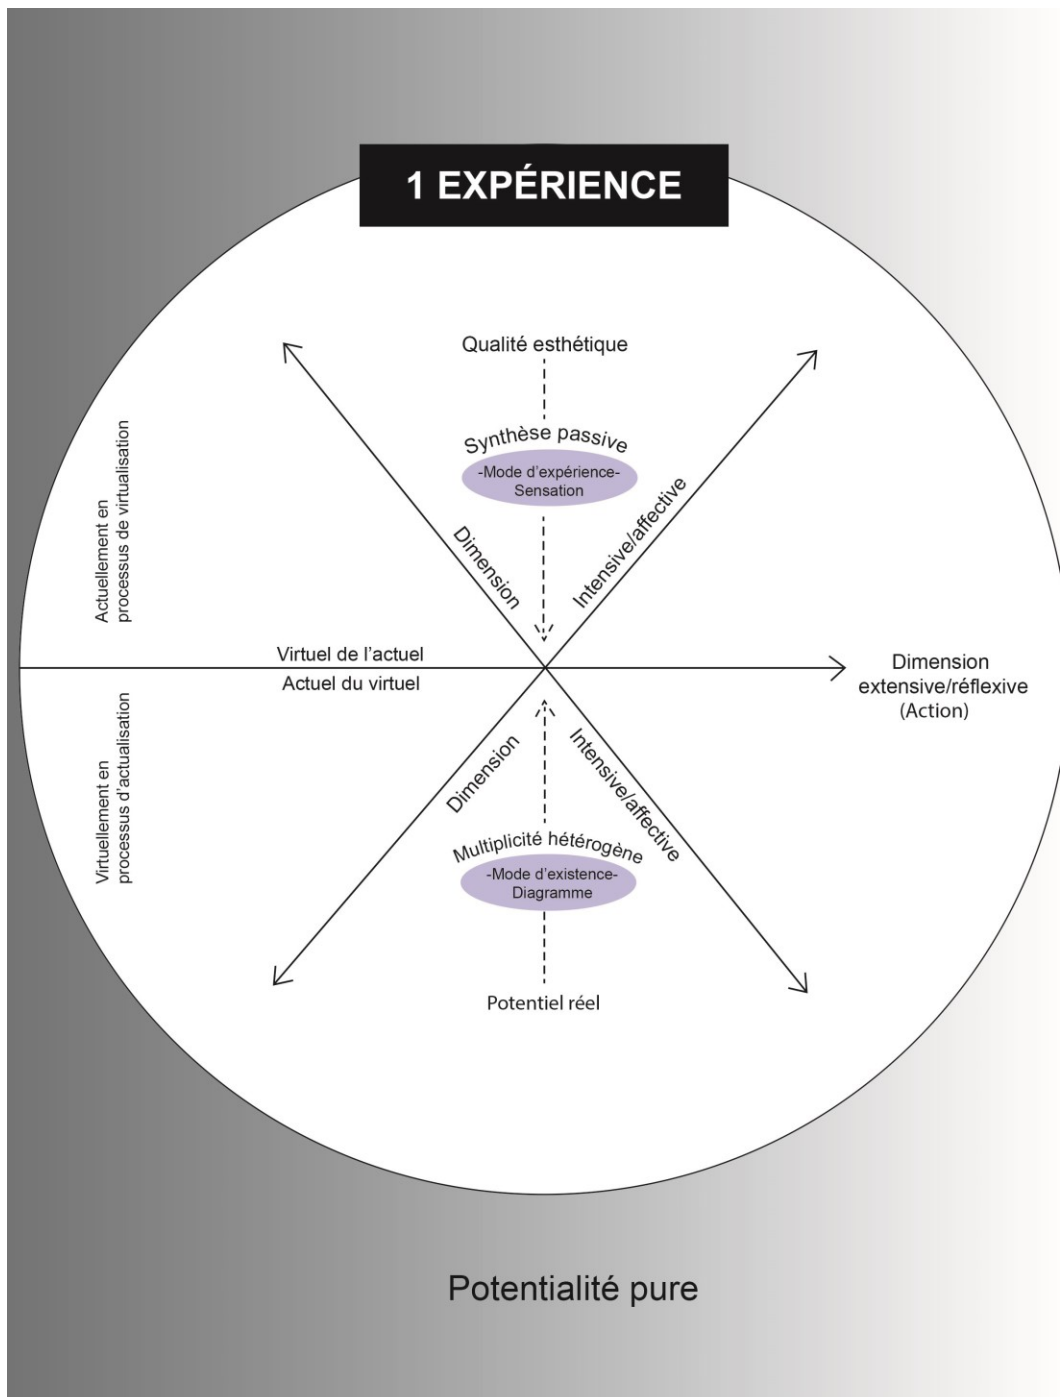 1 EXPÉRIENCE
Qualité esthétique
Synthèse passive
-Mode d'expérience-
Sensation
Dimension
Intensive/affective
Actuellement en
processus de virtualisation
Virtuel de l'actuel
Actuel du virtuel
Dimension
extensive/réflexive
(Action)
Virtuellement en
processus d'actualisation
Dimension
Intensive/affective
Multiplicité hétérogène
-Mode d'existence-
Diagramme
Potentiel réel
Potentialité pure